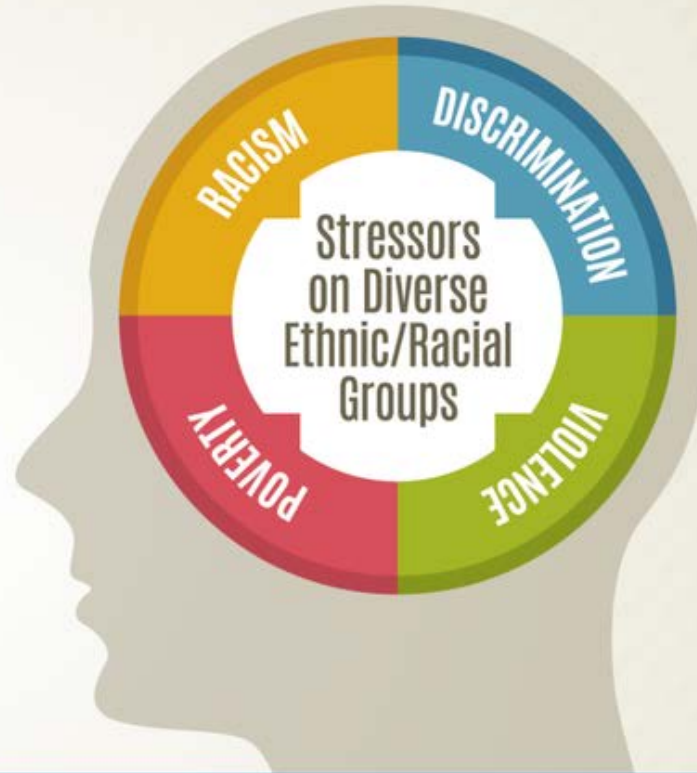 RACISM
DISCRIMINATION
Stressors
on Diverse
Ethnic/Racial
Groups
POVERTY
VIOLENCE